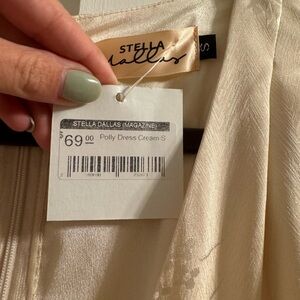 STELLA
Dallas
S
STELLA DALLAS (MAGAZINE)
$69.00 Polly Dress Cream S